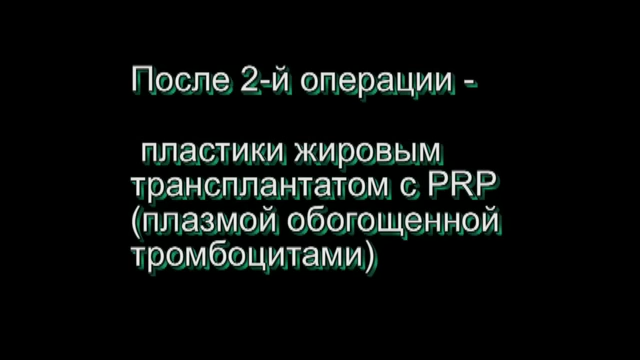 После 2-й операции -
пластики жировым
трансплантатом с PRP
(плазмой обогощенной
тромбоцитами)